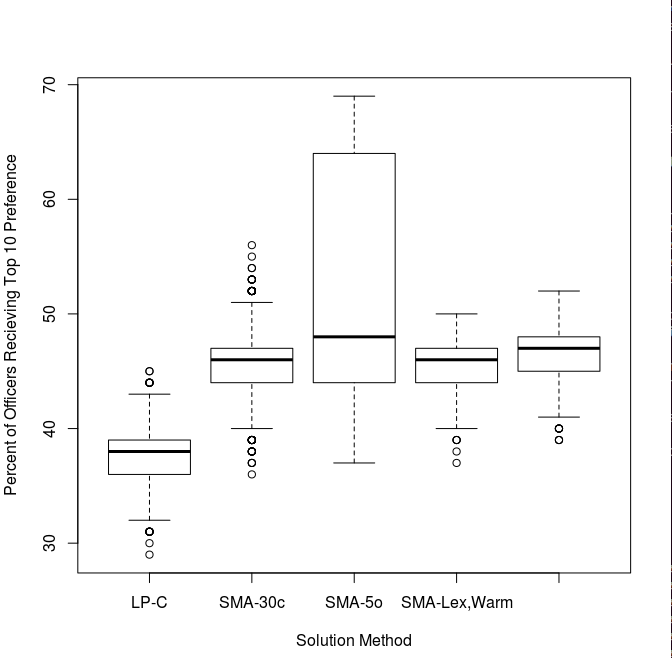 Percent of Officers Recieving Top 10 Preference
70
60
50
40
30
LP-C SMA-30c SMA-5o SMA-Lex,Warm
Solution Method